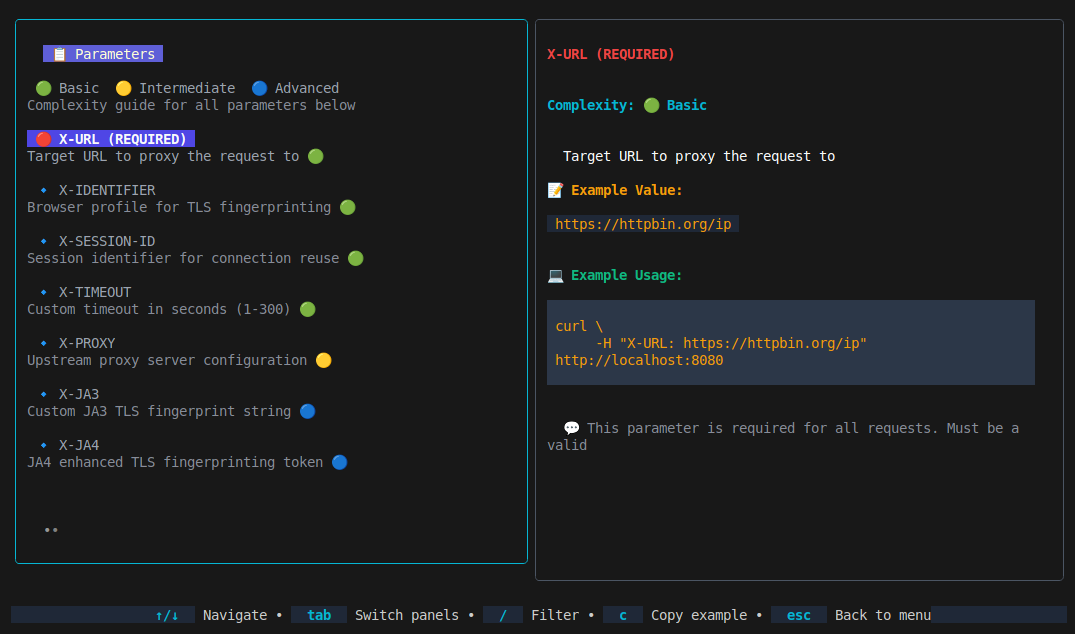 📋 Parameters
🟢 Basic 🟡 Intermediate 🔵 Advanced
Complexity guide for all parameters below
🔴 X-URL (REQUIRED)
Target URL to proxy the request to 🟢
🔹 X-IDENTIFIER
Browser profile for TLS fingerprinting 🟢
🔹 X-SESSION-ID
Session identifier for connection reuse 🟢
🔹 X-TIMEOUT
Custom timeout in seconds (1-300) 🟢
🔹 X-PROXY
Upstream proxy server configuration 🟡
🔹 X-JA3
Custom JA3 TLS fingerprint string 🔵
🔹 X-JA4
JA4 enhanced TLS fingerprinting token 🔵
••
X-URL (REQUIRED)
Complexity: 🟢 Basic
Target URL to proxy the request to
📝 Example Value:
https://httpbin.org/ip
💻 Example Usage:
curl \
-H "X-URL: https://httpbin.org/ip"
http://localhost:8080
💬 This parameter is required for all requests. Must be a
valid
↑/↓ Navigate • tab Switch panels • / Filter • c Copy example • esc Back to menu